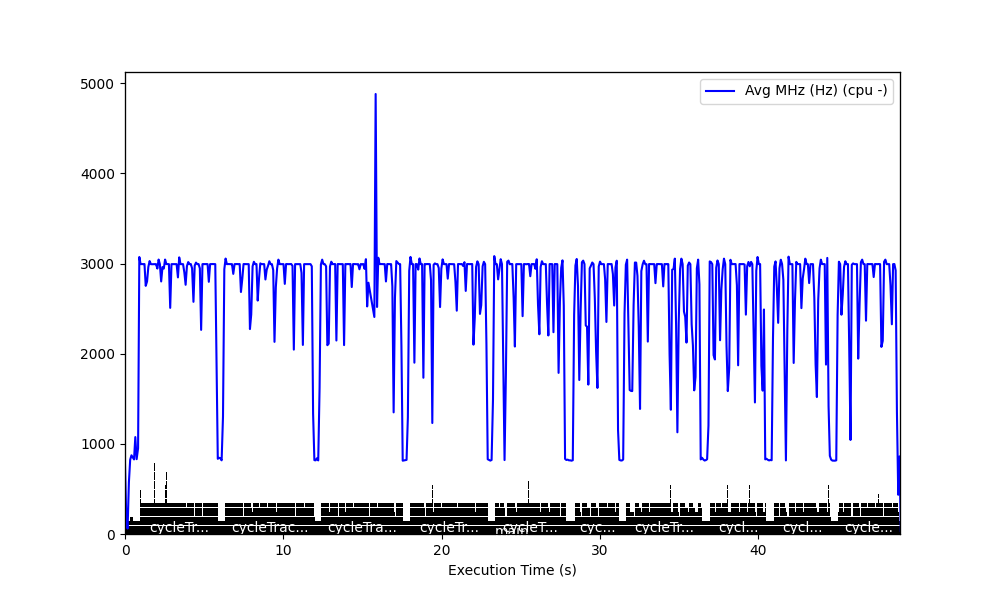 5000
Avg MHz (Hz) (cpu -)
4000
3000
2000
1000
0
cycleTr...
cycleTrac...
cycleTra...
cycleTr...
cycleT...
cyc...
cycleTr...
cycl...
cycl...
cycle...
main
0 10 20 30 40
Execution Time (s)